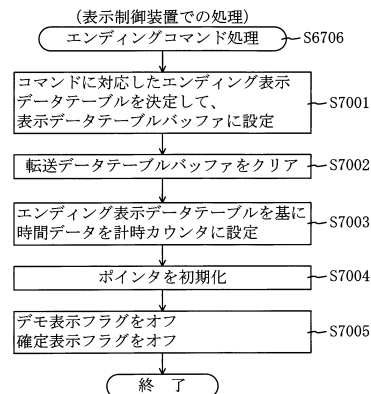 (表示制御装置での処理)
エンディングコマンド処理 S6706
コマンドに対応したエンディング表示
データテーブルを決定して、
表示データテーブルバッファに設定
S7001
転送データテーブルバッファをクリア S7002
エンディング表示データテーブルを基に
時間データを計時カウンタに設定
S7003
ポインタを初期化 S7004
デモ表示フラグをオフ
確定表示フラグをオフ
S7005
終 了